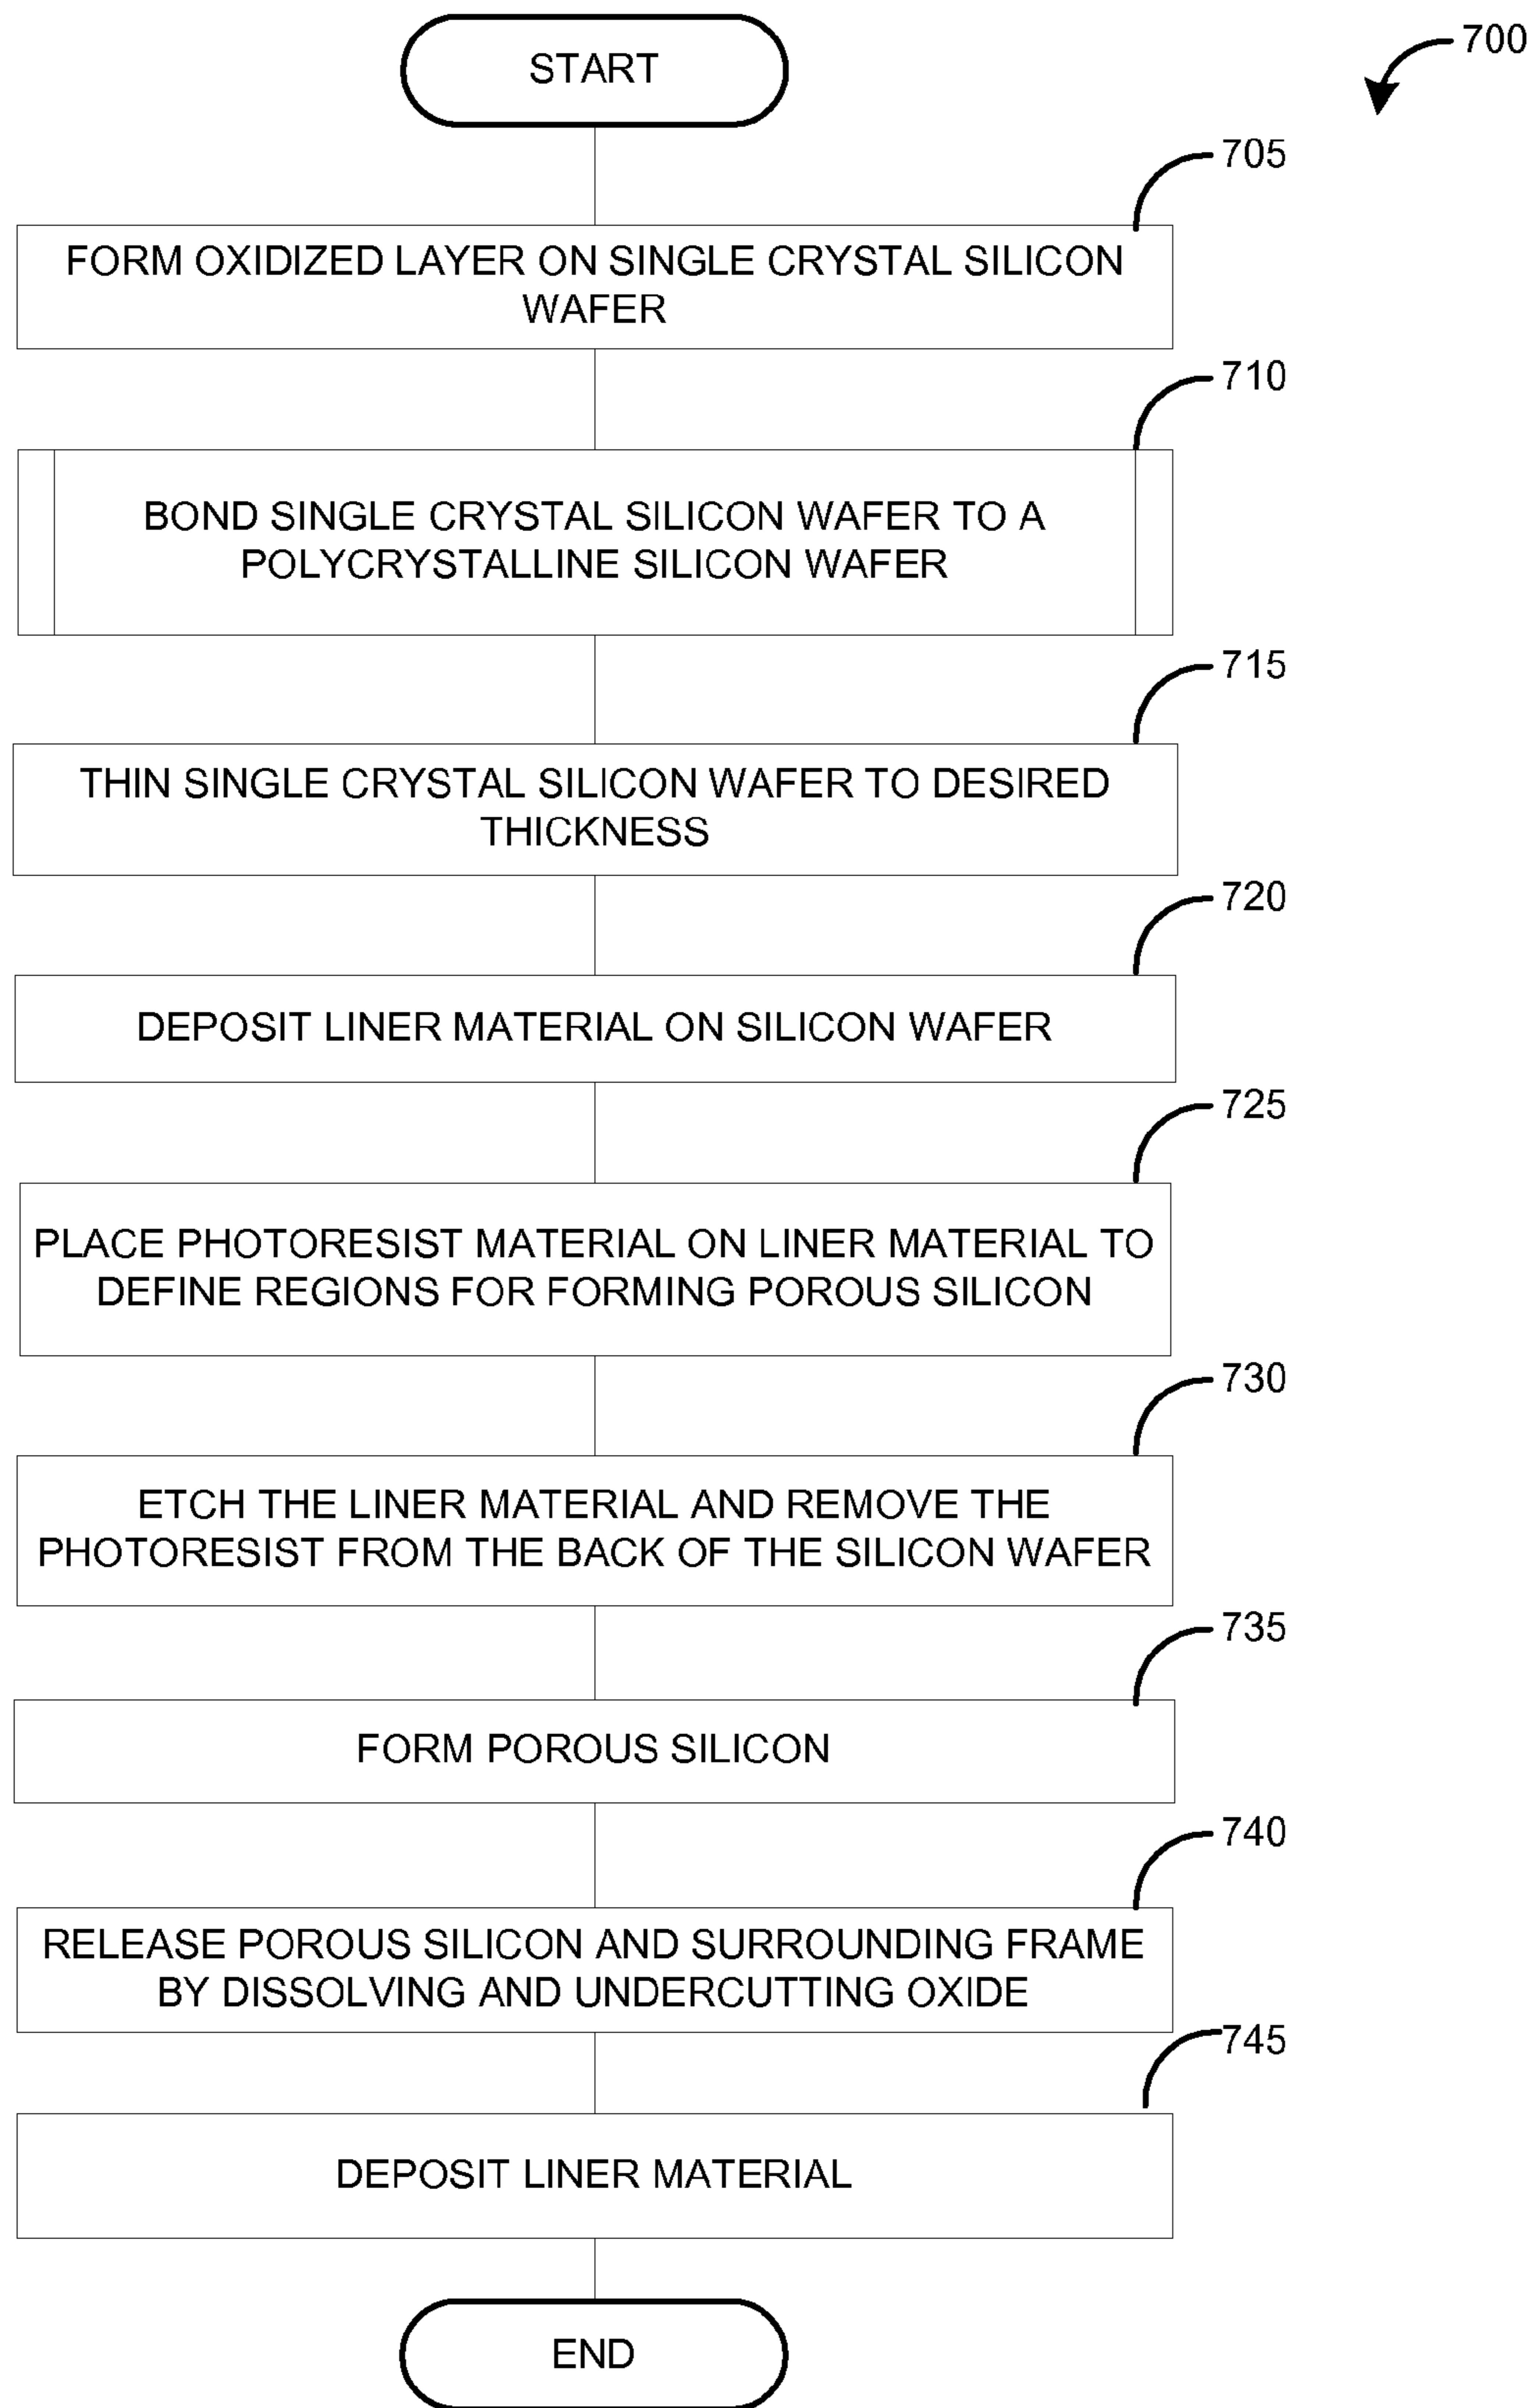 START
700
705
FORM OXIDIZED LAYER ON SINGLE CRYSTAL SILICON
WAFER
710
BOND SINGLE CRYSTAL SILICON WAFER TO A
POLYCRYSTALLINE SILICON WAFER
715
THIN SINGLE CRYSTAL SILICON WAFER TO DESIRED
THICKNESS
720
DEPOSIT LINER MATERIAL ON SILICON WAFER
725
PLACE PHOTORESIST MATERIAL ON LINER MATERIAL TO
DEFINE REGIONS FOR FORMING POROUS SILICON
730
ETCH THE LINER MATERIAL AND REMOVE THE
PHOTORESIST FROM THE BACK OF THE SILICON WAFER
735
FORM POROUS SILICON
740
RELEASE POROUS SILICON AND SURROUNDING FRAME
BY DISSOLVING AND UNDERCUTTING OXIDE
745
DEPOSIT LINER MATERIAL
END